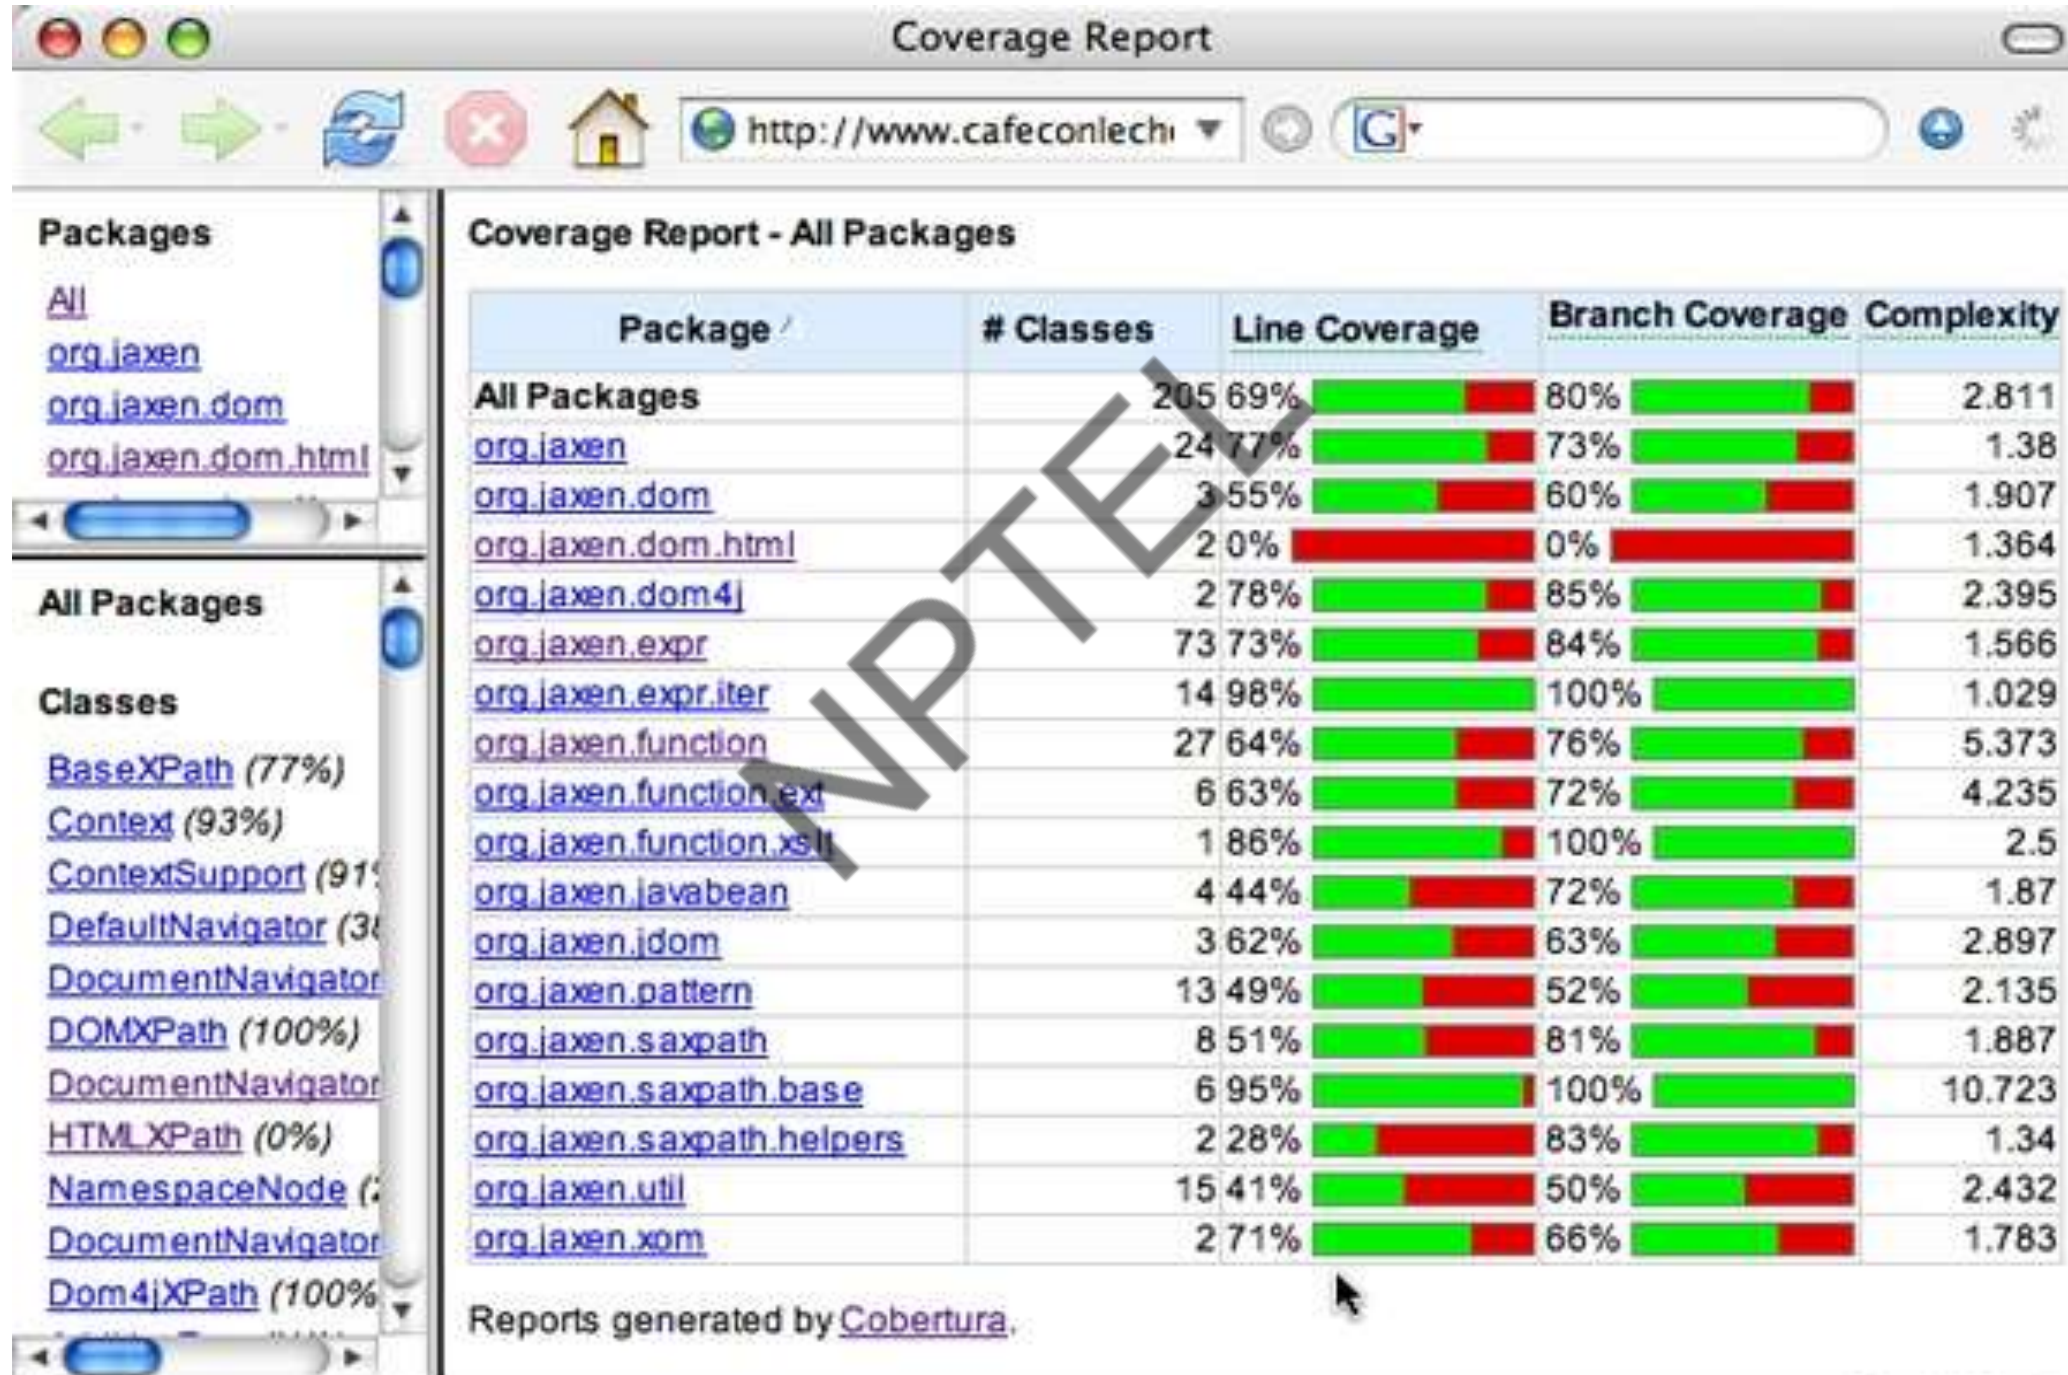 Coverage Report
http://www.cafeconlech
G
Packages
All
org.jaxen
org.jaxen.dom
org.jaxen.dom.html
All Packages
Classes
BaseXPath (77%)
Context (93%)
ContextSupport (91
DefaultNavigator (3
DocumentNavigator
DOMXPath (100%)
DocumentNavigator
HTMLXPath (0%)
NamespaceNode (
DocumentNavigator
Dom4jXPath (100%
Coverage Report - All Packages
Package # Classes Line Coverage Branch Coverage Complexity
All Packages 205 69% 80% 2.811
org.jaxen 24 77% 73% 1.38
org.jaxen.dom 3 55% 60% 1.907
org.jaxen.dom.html 2 0% 0% 1.364
org.jaxen.dom4j 2 78% 85% 2.395
org.jaxen.expr 73 73% 84% 1.566
org.jaxen.expr.iter 14 98% 100% 1.029
org.jaxen.function 27 64% 76% 5.373
org.jaxen.function.ext 6 63% 72% 4.235
org.jaxen.function.xslt 1 86% 100% 2.5
org.jaxen.javabean 4 44% 72% 1.87
org.jaxen.jdom 3 62% 63% 2.897
org.jaxen.pattern 13 49% 52% 2.135
org.jaxen.saxpath 8 51% 81% 1.887
org.jaxen.saxpath.base 6 95% 100% 10.723
org.jaxen.saxpath.helpers 2 28% 83% 1.34
org.jaxen.util 15 41% 50% 2.432
org.jaxen.xom 2 71% 66% 1.783
Reports generated by Cobertura.
NPTEL